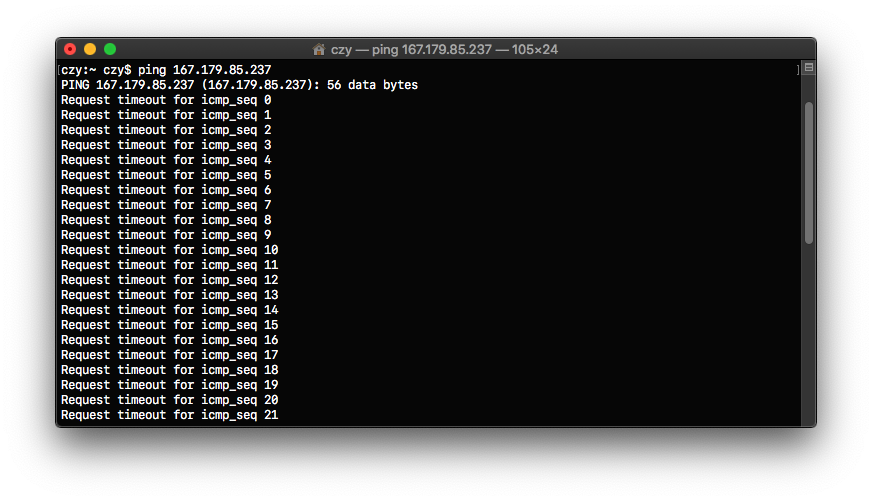 czy — ping 167.179.85.237 — 105×24
[czy:~ czy$ ping 167.179.85.237 ]
PING 167.179.85.237 (167.179.85.237): 56 data bytes
Request timeout for icmp_seq 0
Request timeout for icmp_seq 1
Request timeout for icmp_seq 2
Request timeout for icmp_seq 3
Request timeout for icmp_seq 4
Request timeout for icmp_seq 5
Request timeout for icmp_seq 6
Request timeout for icmp_seq 7
Request timeout for icmp_seq 8
Request timeout for icmp_seq 9
Request timeout for icmp_seq 10
Request timeout for icmp_seq 11
Request timeout for icmp_seq 12
Request timeout for icmp_seq 13
Request timeout for icmp_seq 14
Request timeout for icmp_seq 15
Request timeout for icmp_seq 16
Request timeout for icmp_seq 17
Request timeout for icmp_seq 18
Request timeout for icmp_seq 19
Request timeout for icmp_seq 20
Request timeout for icmp_seq 21